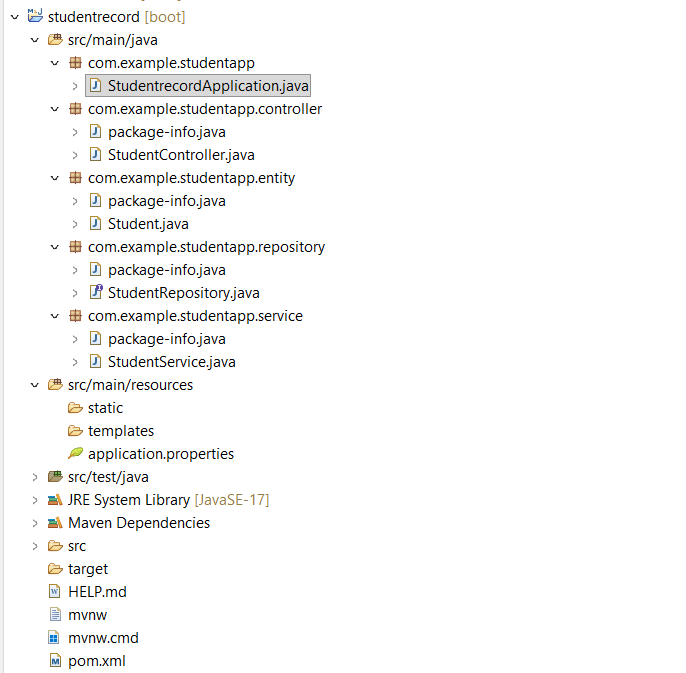 studentrecord [boot]
src/main/java
com.example.studentapp
StudentrecordApplication.java
com.example.studentapp.controller
package-info.java
StudentController.java
com.example.studentapp.entity
package-info.java
Student.java
com.example.studentapp.repository
package-info.java
StudentRepository.java
com.example.studentapp.service
package-info.java
StudentService.java
src/main/resources
static
templates
application.properties
src/test/java
JRE System Library [JavaSE-17]
Maven Dependencies
src
target
HELP.md
mvnw
mvnw.cmd
pom.xml